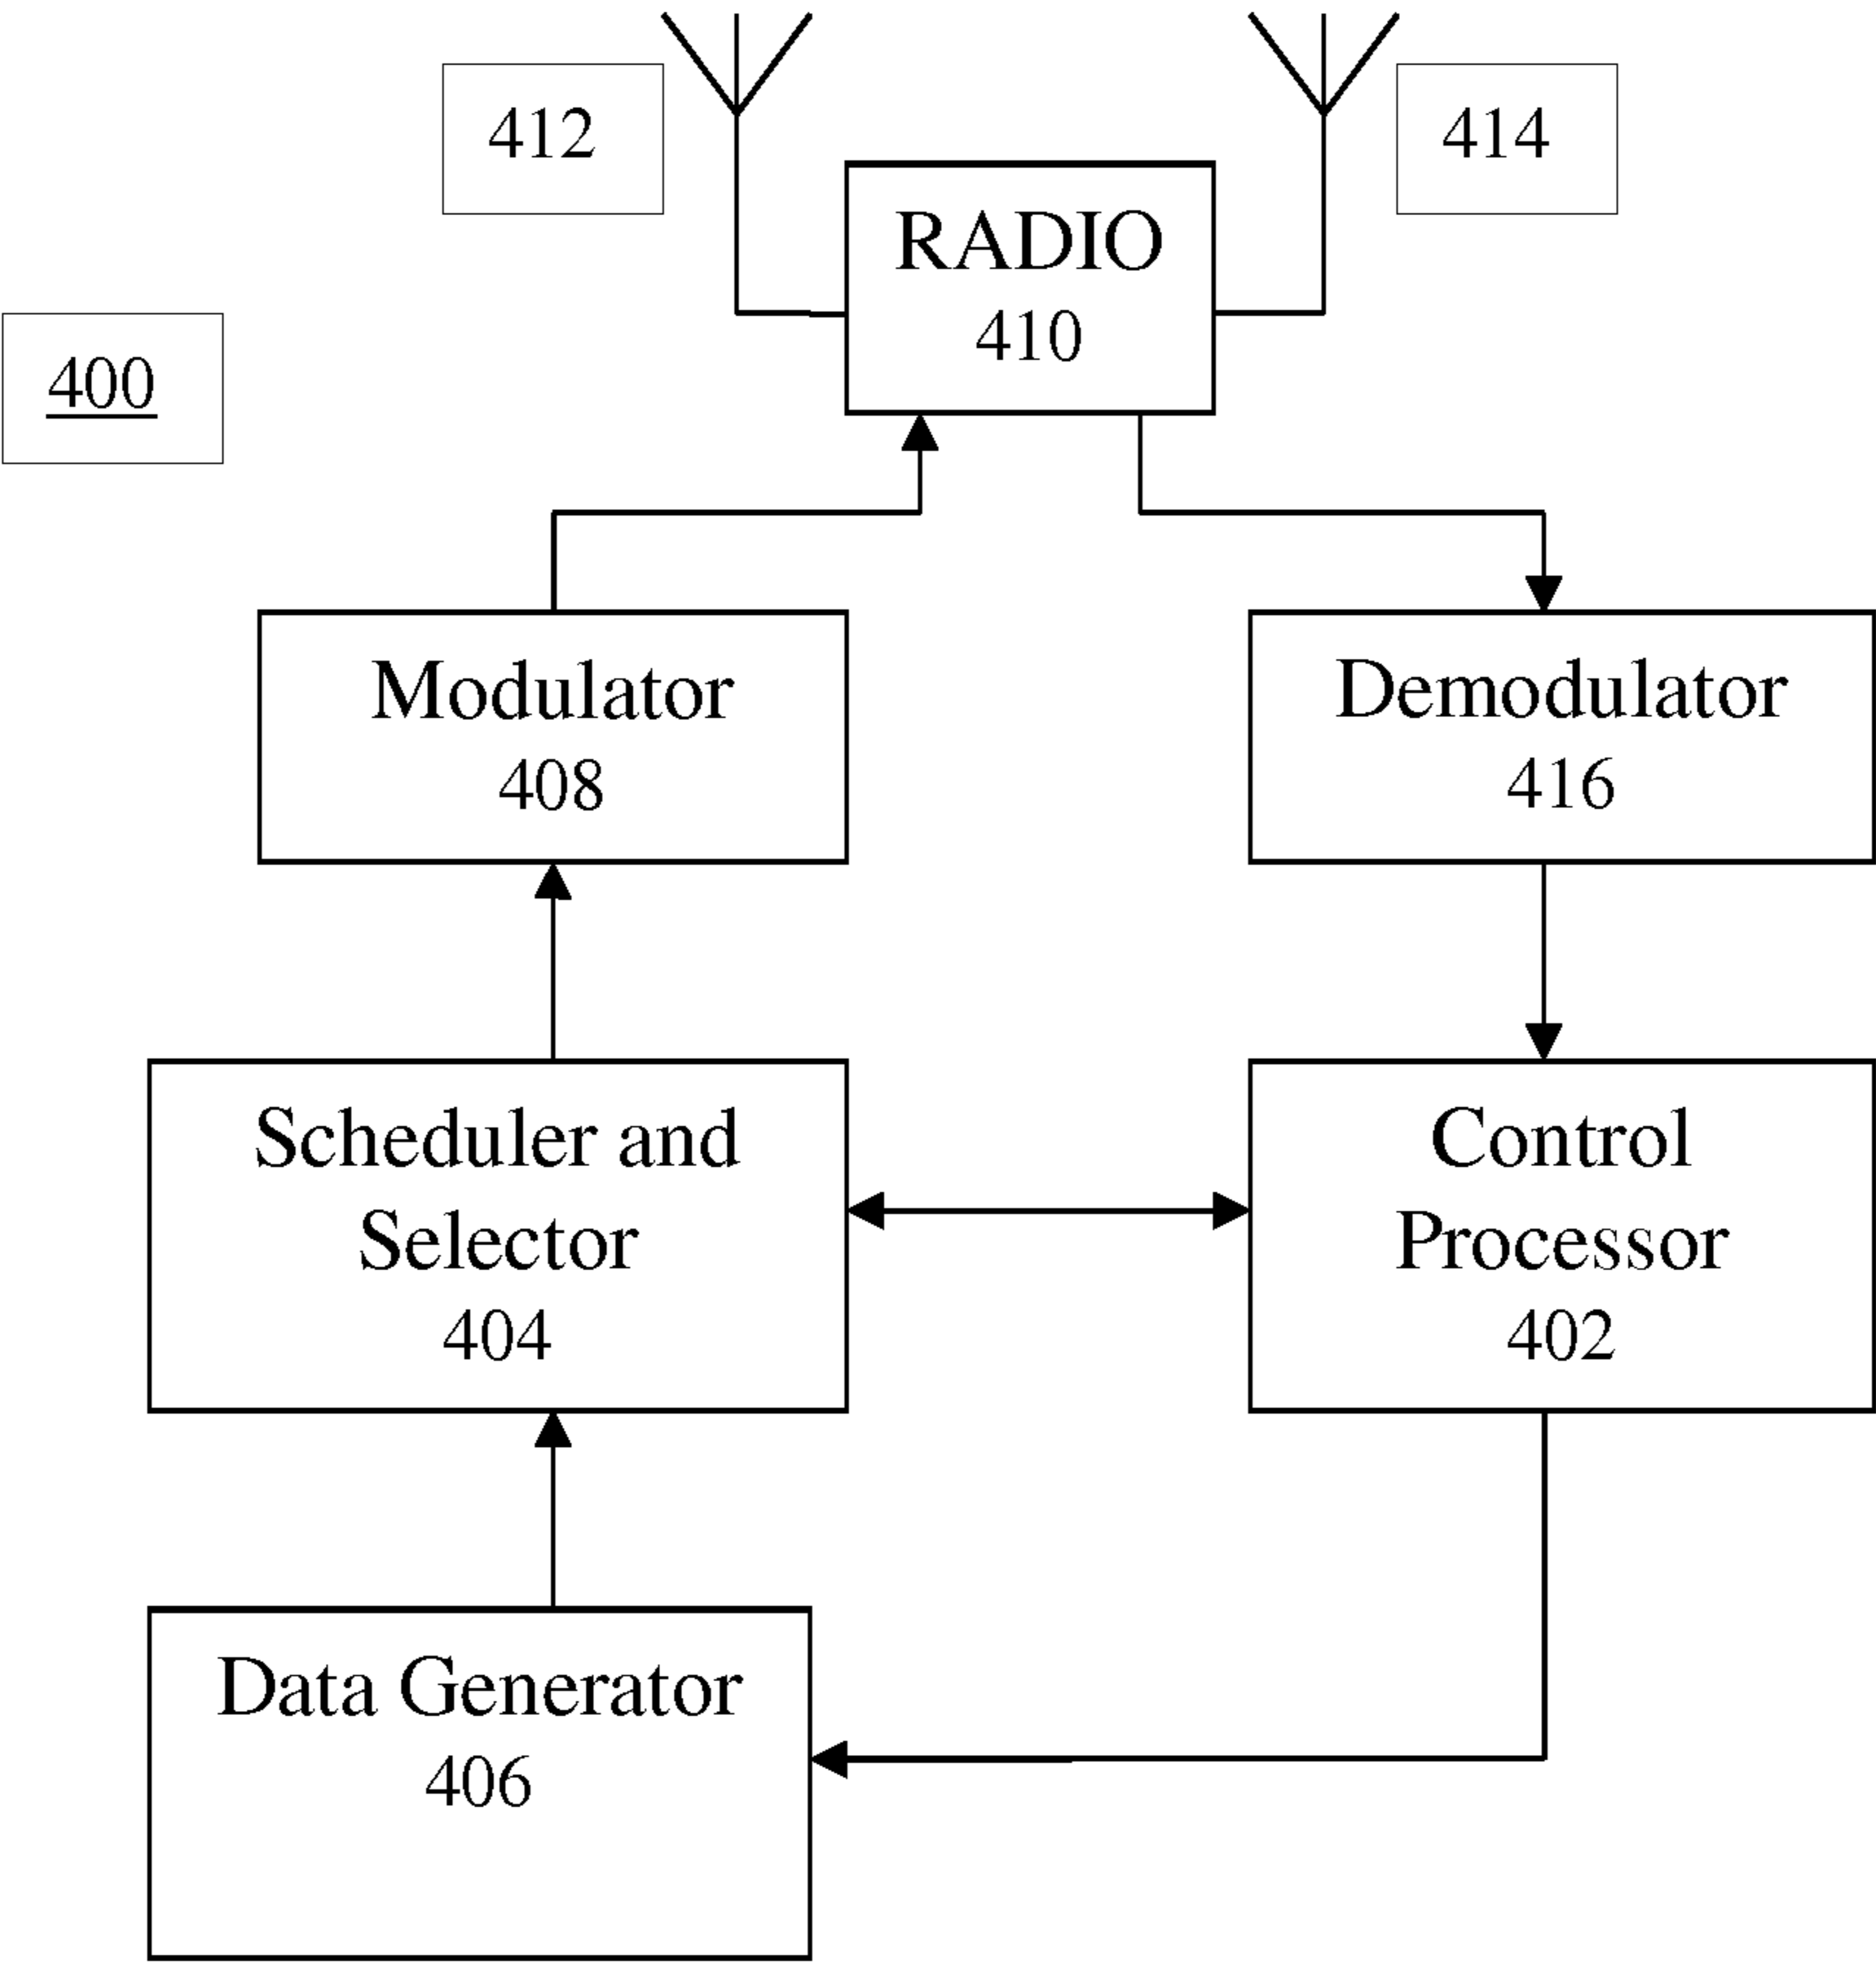 412
414
RADIO
410
400
Modulator
408
Demodulator
416
Scheduler and
Selector
404
Control
Processor
402
Data Generator
406